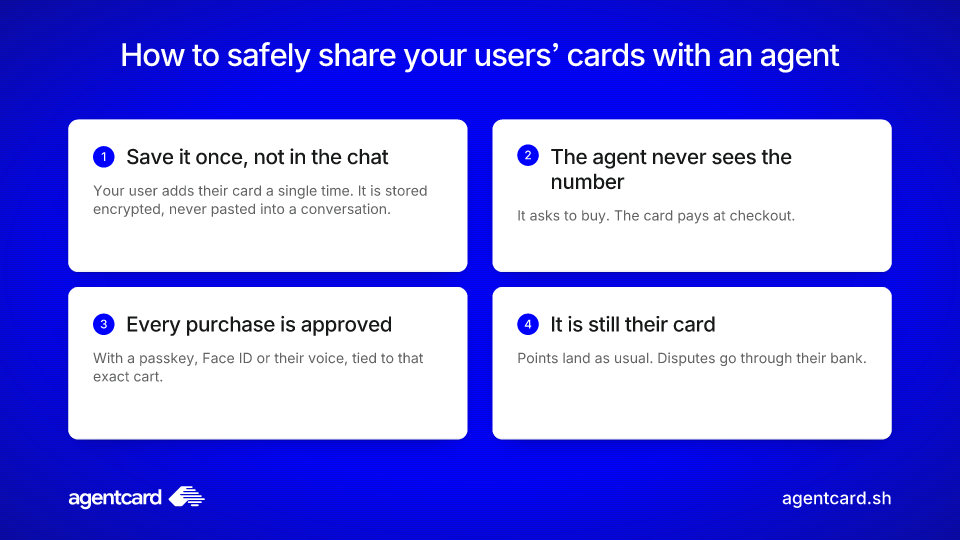 How to safely share your users’ cards with an agent
1 Save it once, not in the chat
Your user adds their card a single time. It is stored
encrypted, never pasted into a conversation.
2 The agent never sees the
number
It asks to buy. The card pays at checkout.
3 Every purchase is approved
With a passkey, Face ID or their voice, tied to that
exact cart.
4 It is still their card
Points land as usual. Disputes go through their bank.
agentcard
agentcard.sh